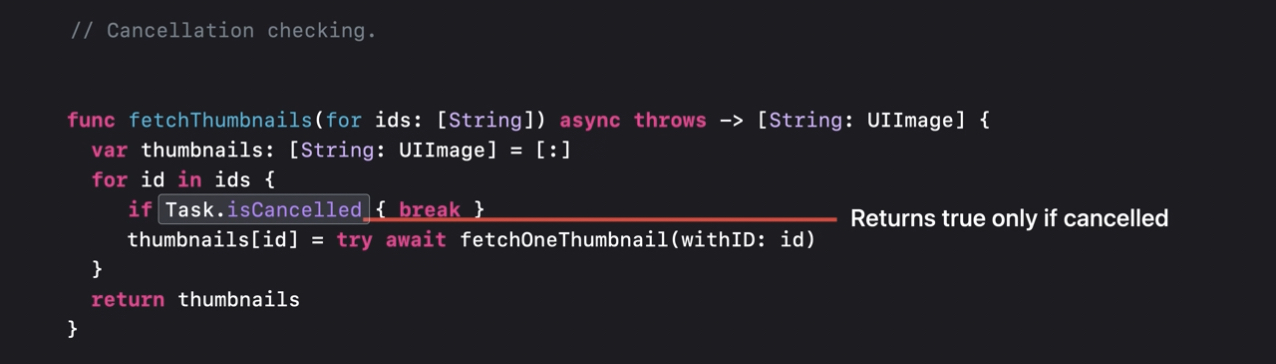 // Cancellation checking.
func fetchThumbnails(for ids: [String]) async throws -> [String: UIImage] {
var thumbnails: [String: UIImage] = [:]
for id in ids {
if Task.isCancelled { break }
Returns true only if cancelled
thumbnails[id] = try await fetchOneThumbnail(withID: id)
}
return thumbnails
}